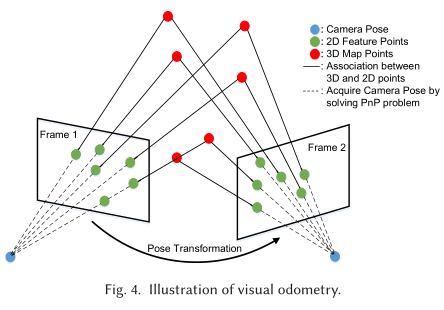 : Camera Pose
: 2D Feature Points
: 3D Map Points
: Association between
3D and 2D points
: Acquire Camera Pose by
solving PnP problem
Frame 1
Frame 2
Pose Transformation
Fig. 4. Illustration of visual odometry.